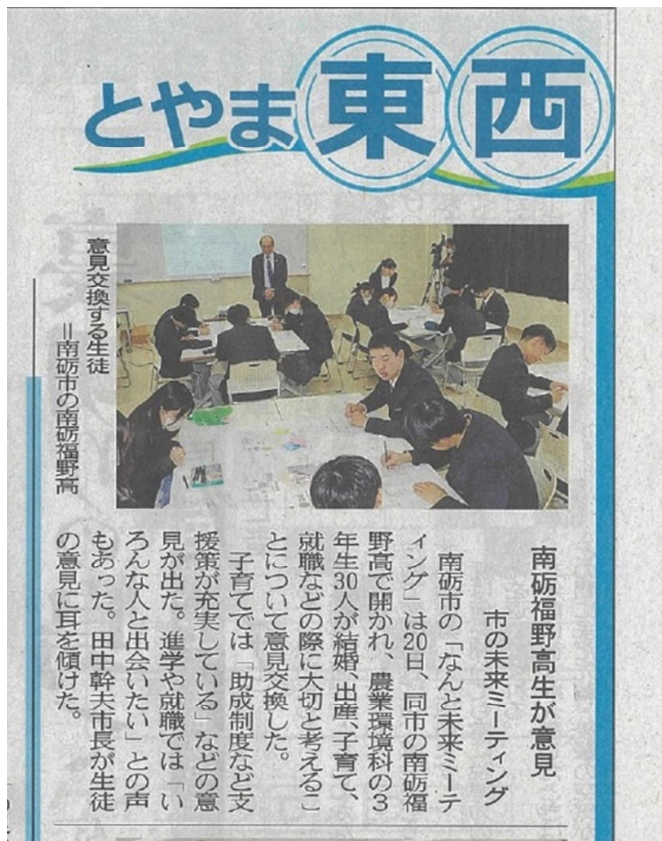 とやま東西
意見交換する生徒
＝南砺市の南砺福野高
南砺福野高生が意見
市の未来ミーティング
南砺市の「なんと未来ミーテ
ィング」は20日、同市の南砺福
野高で開かれ、農業環境科の３
年生30人が結婚、出産、子育て、
就職などの際に大切と考えるこ
とについて意見交換した。
子育てでは「助成制度など支
援策が充実している」などの意
見が出た。進学や就職では「い
ろんな人と出会いたい」との声
もあった。田中幹夫市長が生徒
の意見に耳を傾けた。